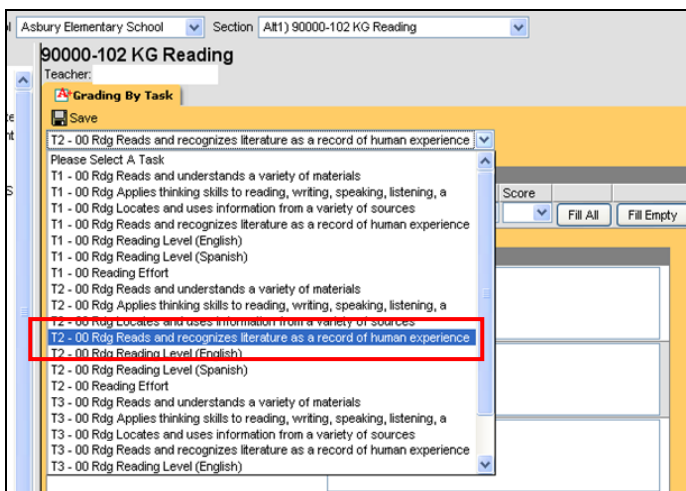 Asbury Elementary School Section Alt1) 90000-102 KG Reading
90000-102 KG Reading
Teacher:
Grading By Task
Save
T2 - 00 Rdg Reads and recognizes literature as a record of human experience
Please Select A Task
T1 - 00 Rdg Reads and understands a variety of materials
T1 - 00 Rdg Applies thinking skills to reading, writing, speaking, listening, a
T1 - 00 Rdg Locates and uses information from a variety of sources
T1 - 00 Rdg Reads and recognizes literature as a record of human experience
T1 - 00 Rdg Reading Level (English)
T1 - 00 Rdg Reading Level (Spanish)
T1 - 00 Reading Effort
T2 - 00 Rdg Reads and understands a variety of materials
T2 - 00 Rdg Applies thinking skills to reading, writing, speaking, listening, a
T2 - 00 Rdg Locates and uses information from a variety of sources
T2 - 00 Rdg Reads and recognizes literature as a record of human experience
T2 - 00 Rdg Reading Level (English)
T2 - 00 Rdg Reading Level (Spanish)
T2 - 00 Reading Effort
T3 - 00 Rdg Reads and understands a variety of materials
T3 - 00 Rdg Applies thinking skills to reading, writing, speaking, listening, a
T3 - 00 Rdg Locates and uses information from a variety of sources
T3 - 00 Rdg Reads and recognizes literature as a record of human experience
T3 - 00 Rdg Reading Level (English)
Score
Fill All Fill Empty